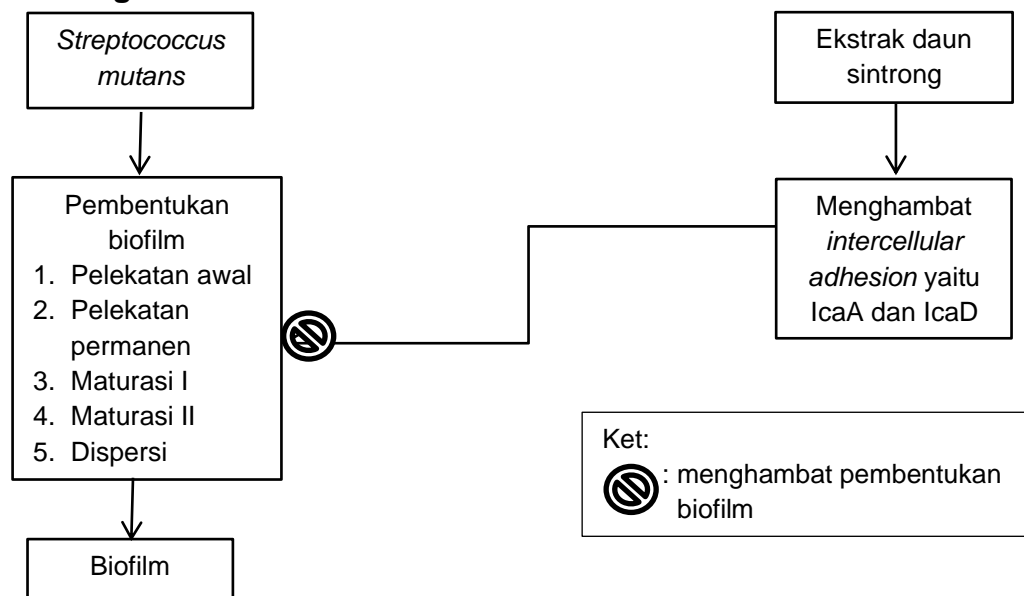 Streptococcus
mutans
Pembentukan
biofilm
1. Pelekatan awal
2. Pelekatan
permanen
3. Maturasi I
4. Maturasi II
5. Dispersi
Biofilm
Ekstrak daun
sintrong
Menghambat
intercellular
adhesion yaitu
IcaA dan IcaD
Ket:
: menghambat pembentukan
biofilm